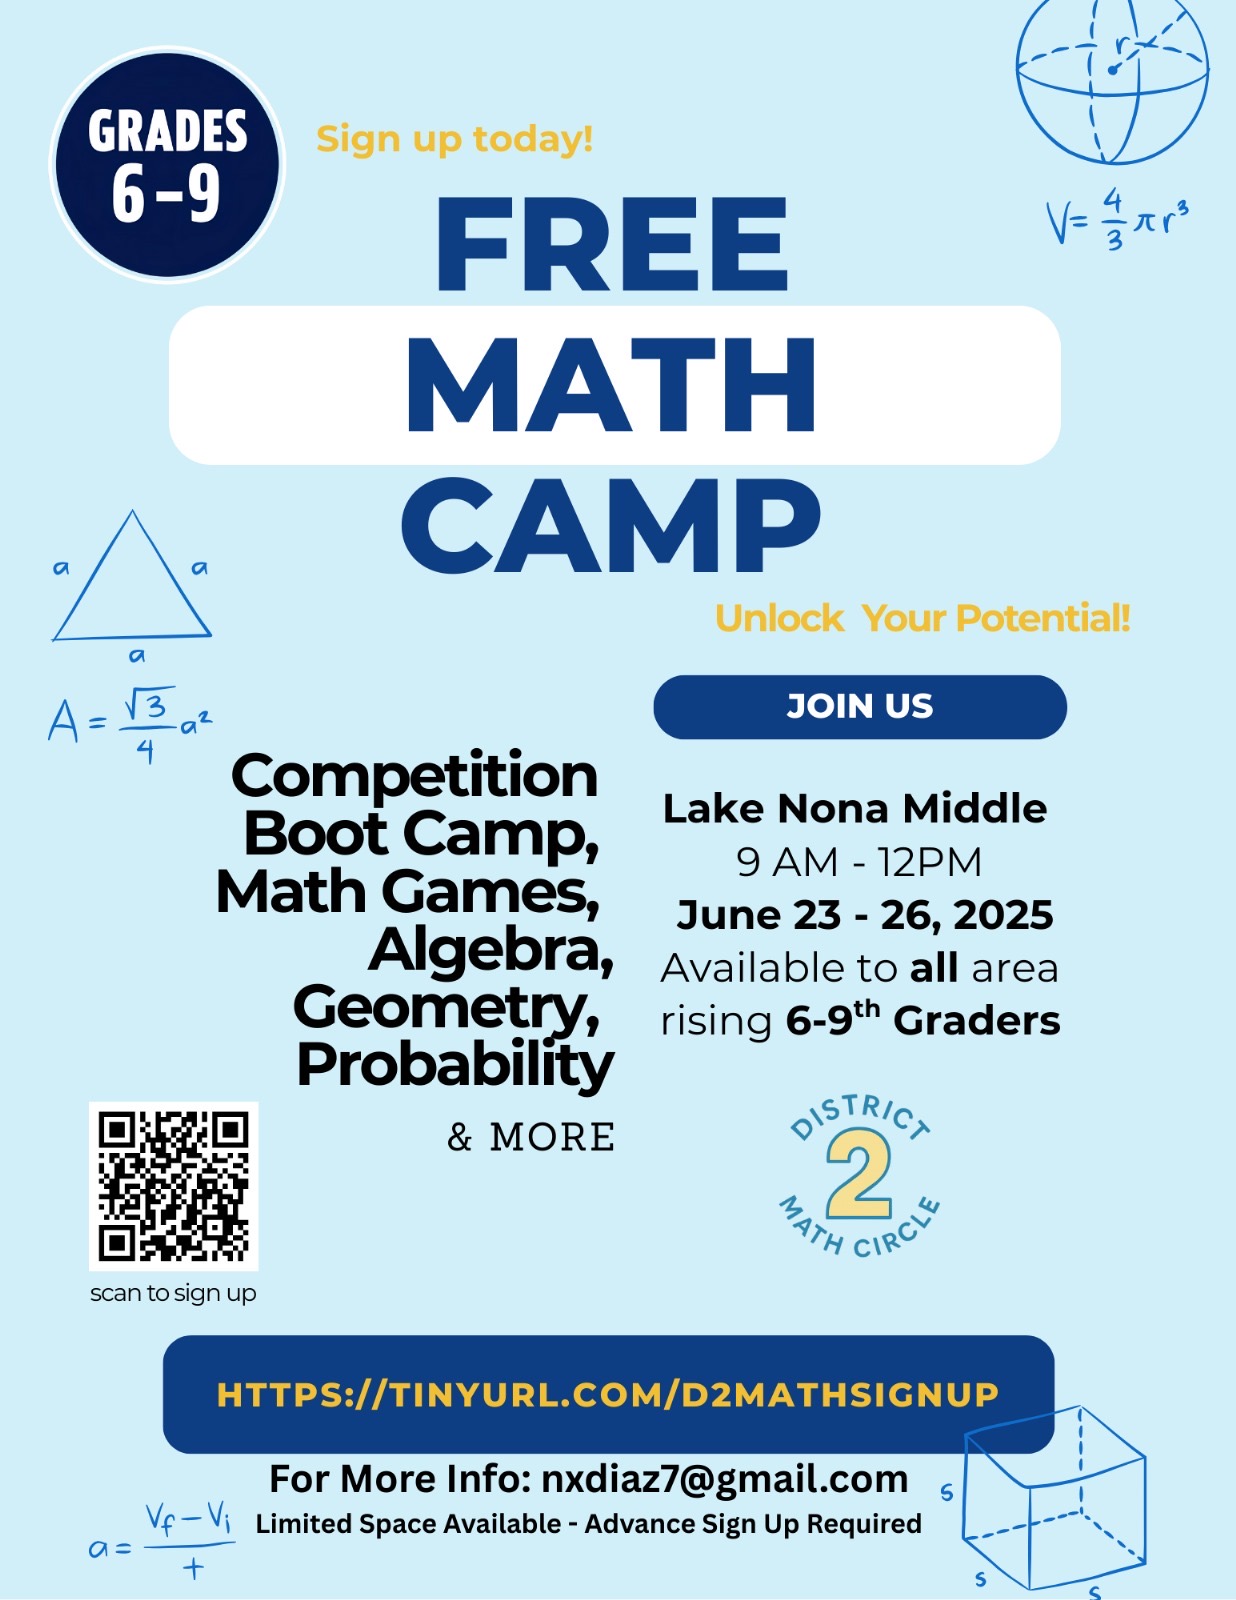 GRADES
6-9
Sign up today!
FREE
MATH
CAMP
r
V = 4/3 π r³
a
a
a
A = √3/4 a²
Unlock Your Potential!
JOIN US
Competition
Boot Camp,
Math Games,
Algebra,
Geometry,
Probability
& MORE
Lake Nona Middle
9 AM - 12PM
June 23 - 26, 2025
Available to all area
rising 6-9th Graders
DISTRICT
2
MATH CIRCLE
scan to sign up
HTTPS://TINYURL.COM/D2MATHSIGNUP
For More Info: nxdiaz7@gmail.com
Limited Space Available - Advance Sign Up Required
a = Vf - Vi / t
s
s
s